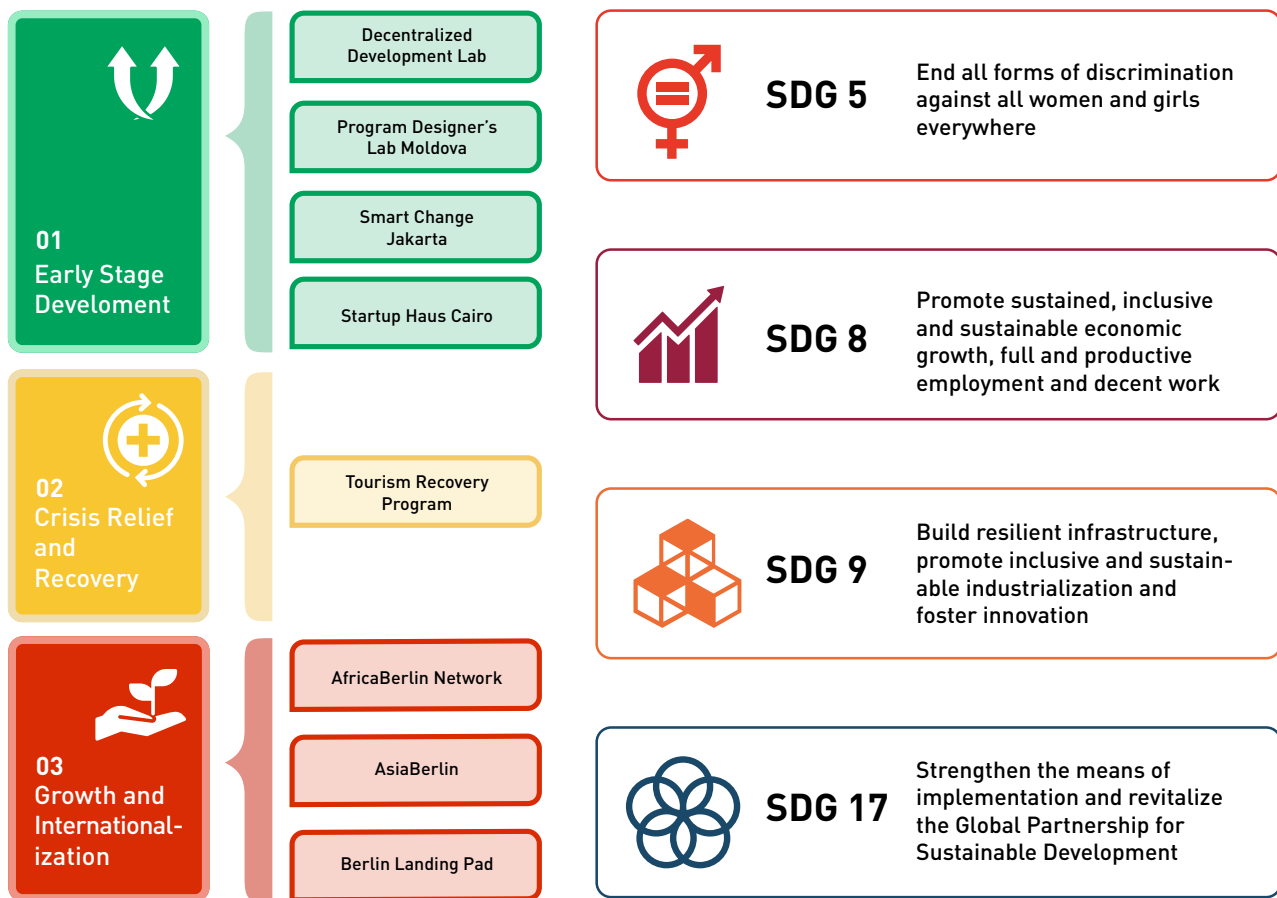 01
Early Stage
Develoment
Decentralized
Development Lab
Program Designer's
Lab Moldova
Smart Change
Jakarta
Startup Haus Cairo
02
Crisis Relief
and
Recovery
Tourism Recovery
Program
03
Growth and
International-
ization
AfricaBerlin Network
AsiaBerlin
Berlin Landing Pad
SDG 5
End all forms of discrimination
against all women and girls
everywhere
SDG 8
Promote sustained, inclusive
and sustainable economic
growth, full and productive
employment and decent work
SDG 9
Build resilient infrastructure,
promote inclusive and sustain-
able industrialization and
foster innovation
SDG 17
Strengthen the means of
implementation and revitalize
the Global Partnership for
Sustainable Development